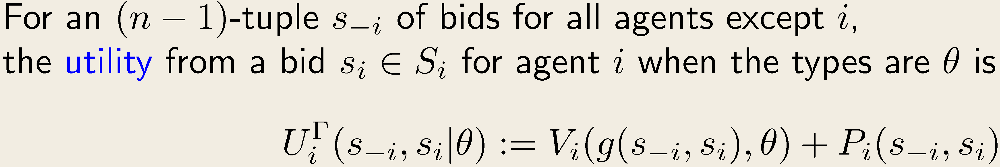 For an $(n-1)$-tuple $s_{-i}$ of bids for all agents except $i$,
the utility from a bid $s_i \in S_i$ for agent $i$ when the types are $\theta$ is
$U_i^{\Gamma}(s_{-i}, s_i|\theta) := V_i(g(s_{-i}, s_i), \theta) + P_i(s_{-i}, s_i)$